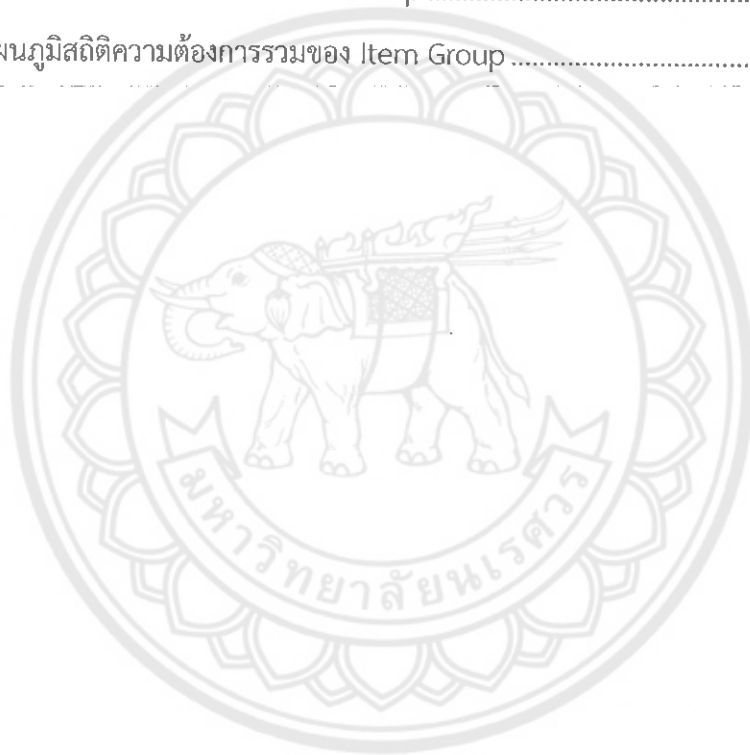 ผนภูมิสถิติความต้องการรวมของ Item Group ..............................
มหาวิทยาลัยนเรศวร